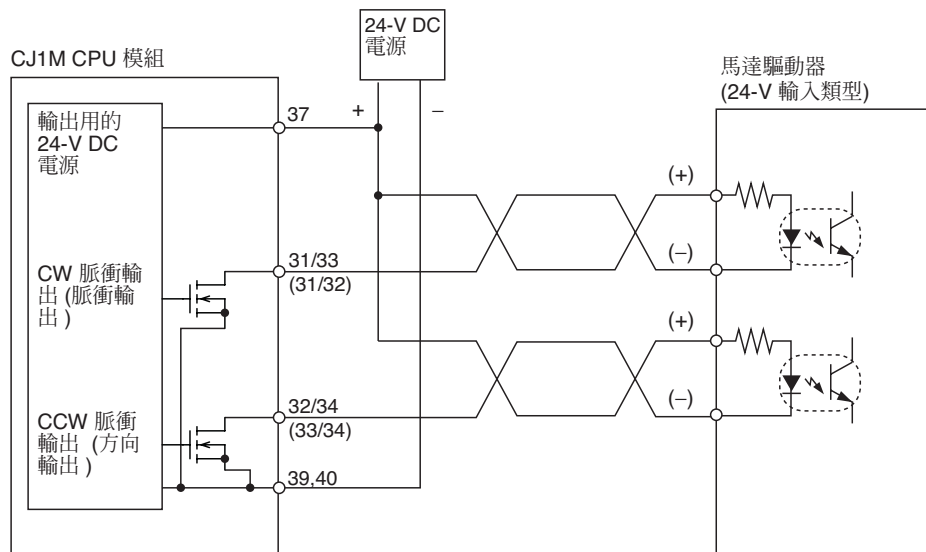 24-V DC
電源
CJ1M CPU 模組
馬達驅動器
(24-V 輸入類型)
輸出用的
24-V DC
電源
37
+
−
(+)
(−)
CW 脈衝輸
出 (脈衝輸
出 )
31/33
(31/32)
(+)
(−)
CCW 脈衝
輸出 (方向
輸出 )
32/34
(33/34)
39,40